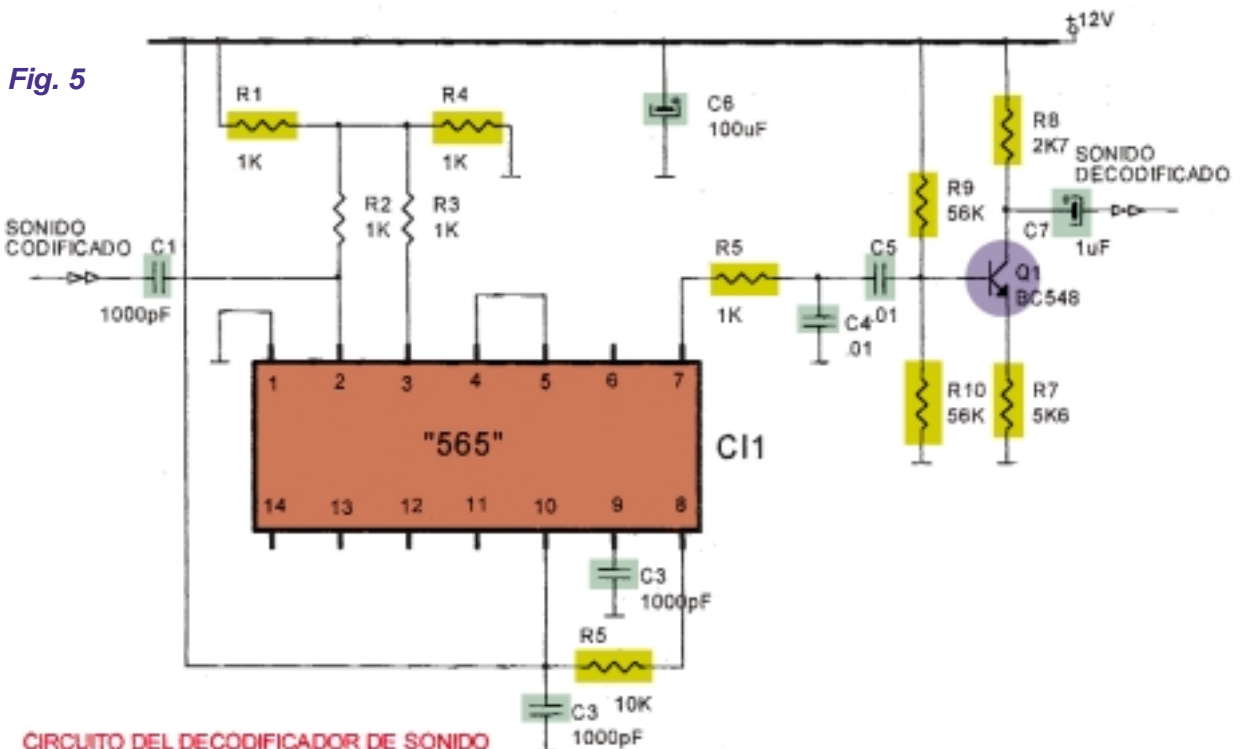 +12V
Fig. 5
R1
1K
R4
1K
C6
100uF
R8
2K7
SONIDO
DECODIFICADO
R9
56K
C7
1uF
R2
1K
R3
1K
SONIDO
CODIFICADO
C1
1000pF
R5
1K
C5
.01
C4
.01
Q1
BC548
1
2
3
4
5
6
7
R10
56K
R7
5K6
"565"
CI1
14
13
12
11
10
9
8
C3
1000pF
R5
10K
C3
1000pF
CIRCUITO DEL DECODIFICADOR DE SONIDO